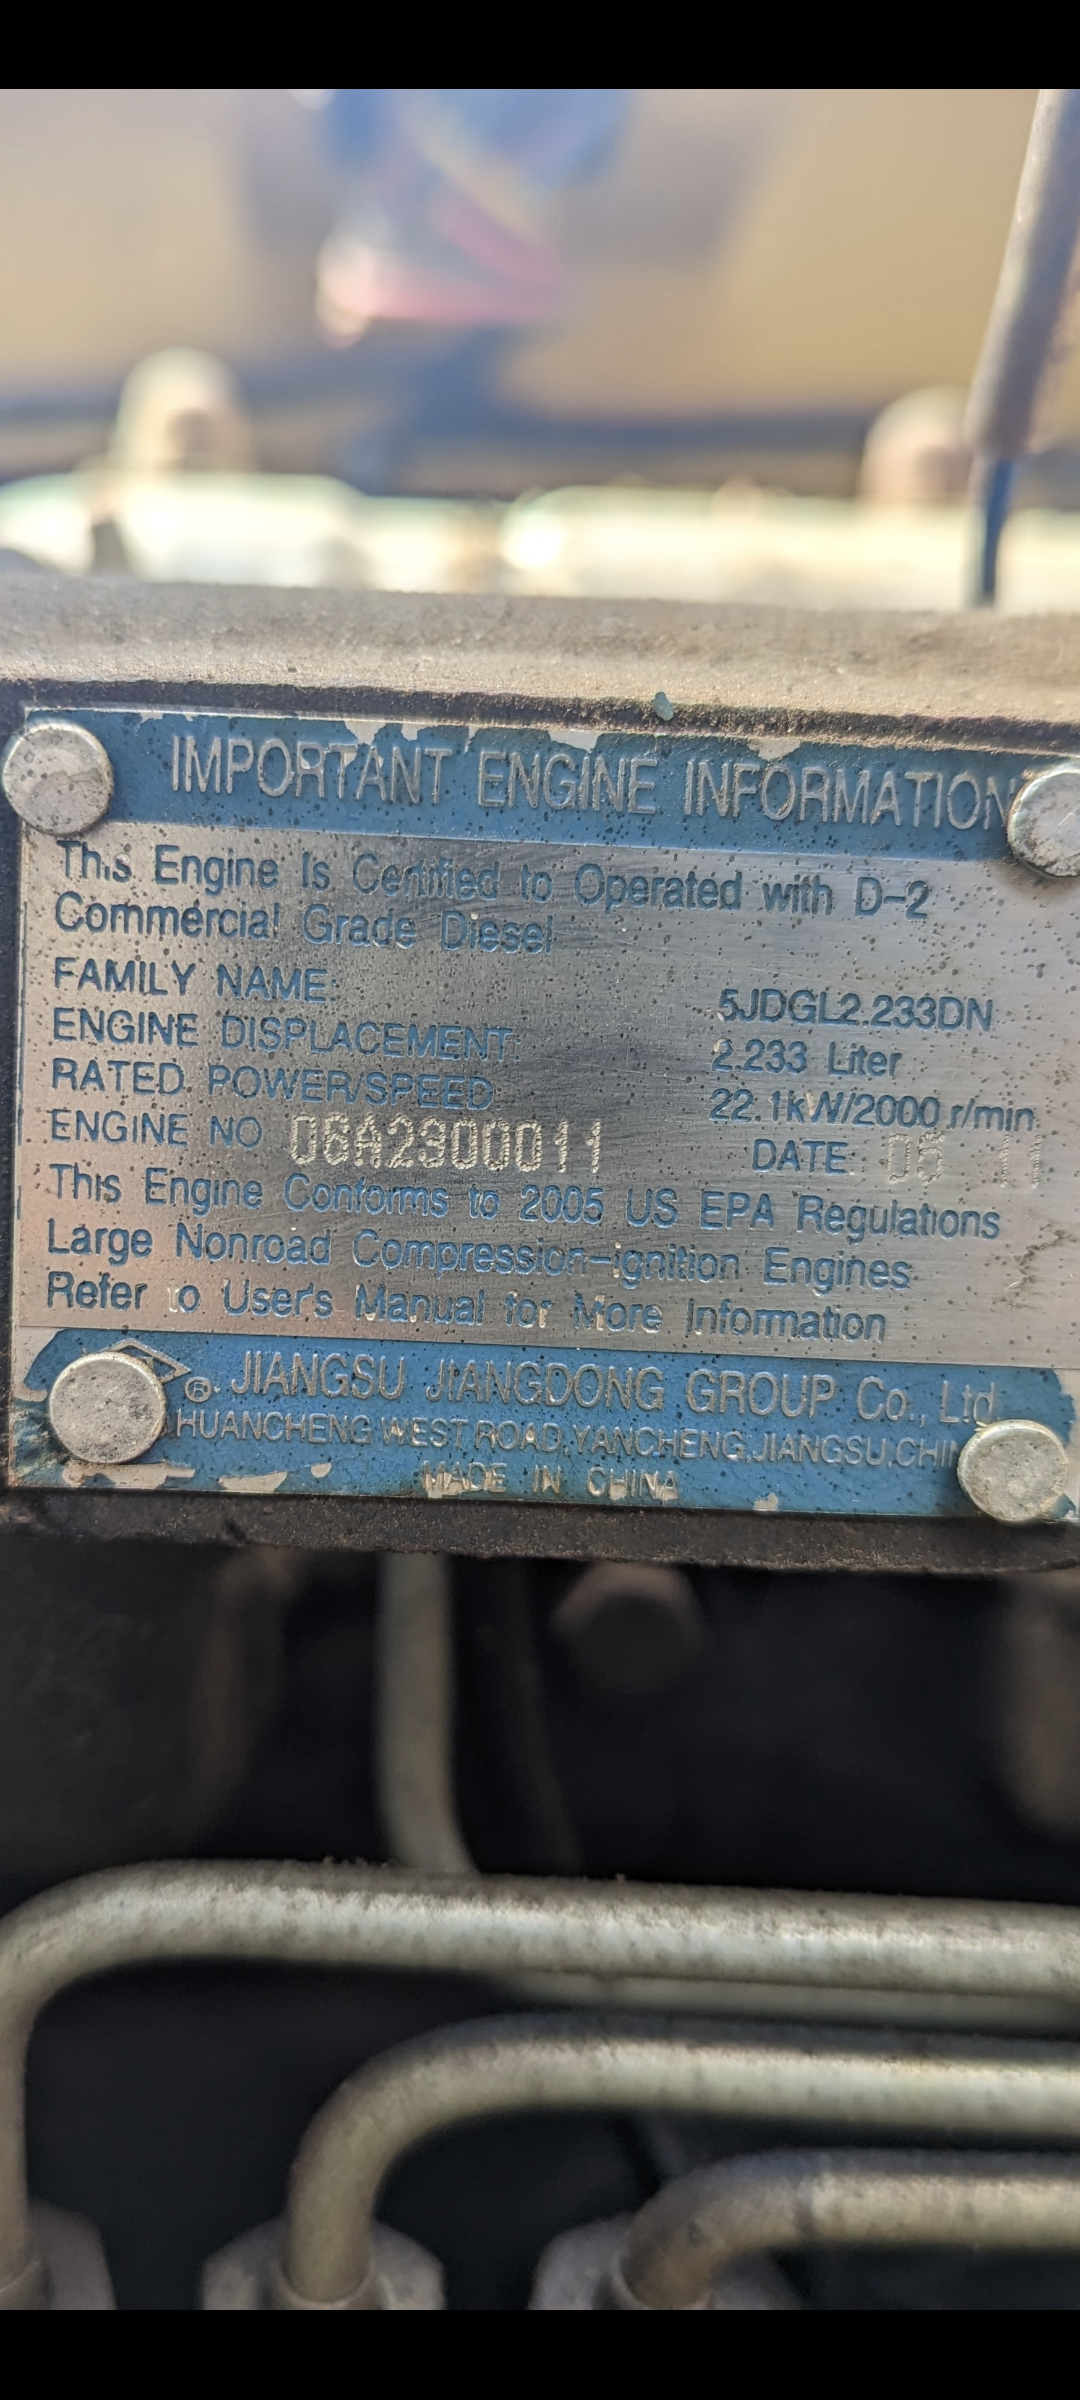 IMPORTANT ENGINE INFORMATION
This Engine Is Certified to Operated with D-2
Commercial Grade Diesel
FAMILY NAME: 5JDGL2.233DN
ENGINE DISPLACEMENT: 2.233 Liter
RATED POWER/SPEED 22.1kW/2000 r/min
ENGINE NO 06A2300011 DATE: 05 11
This Engine Conforms to 2005 US EPA Regulations
Large Nonroad Compression-ignition Engines
Refer to User's Manual for More Information
® JIANGSU JIANGDONG GROUP Co., Ltd
HUANCHENG WEST ROAD, YANCHENG, JIANGSU, CHIN
MADE IN CHINA